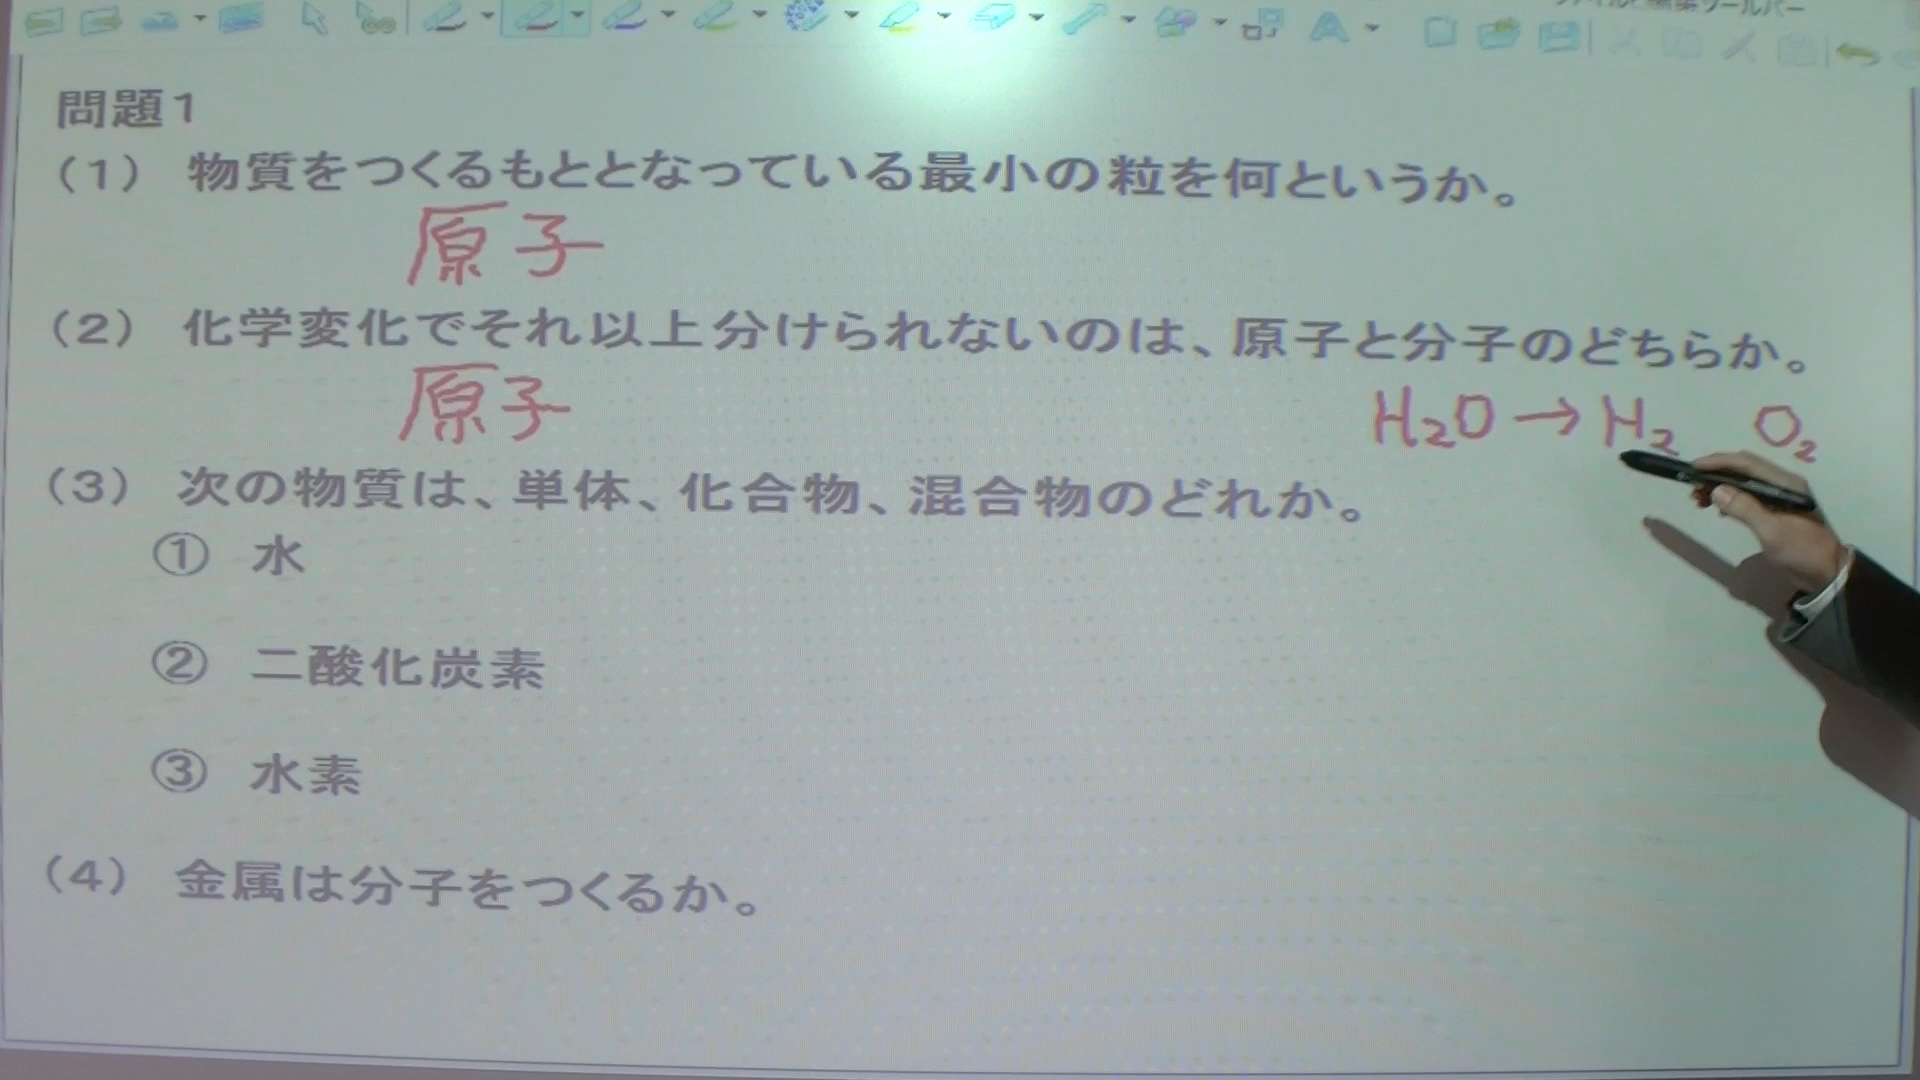 問題1
(1) 物質をつくるもととなっている最小の粒を何というか。
原子
(2) 化学変化でそれ以上分けられないのは、原子と分子のどちらか。
原子
H₂O → H₂ O₂
(3) 次の物質は、単体、化合物、混合物のどれか。
① 水
② 二酸化炭素
③ 水素
(4) 金属は分子をつくるか。